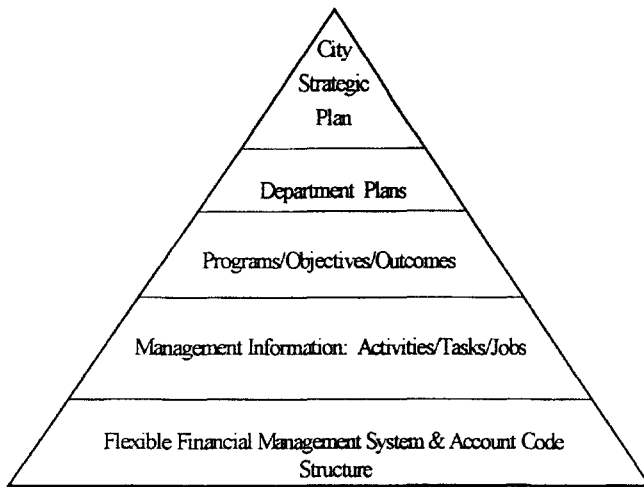 City
Strategic
Plan
Department Plans
Programs/Objectives/Outcomes
Management Information: Activities/Tasks/Jobs
Flexible Financial Management System & Account Code
Structure